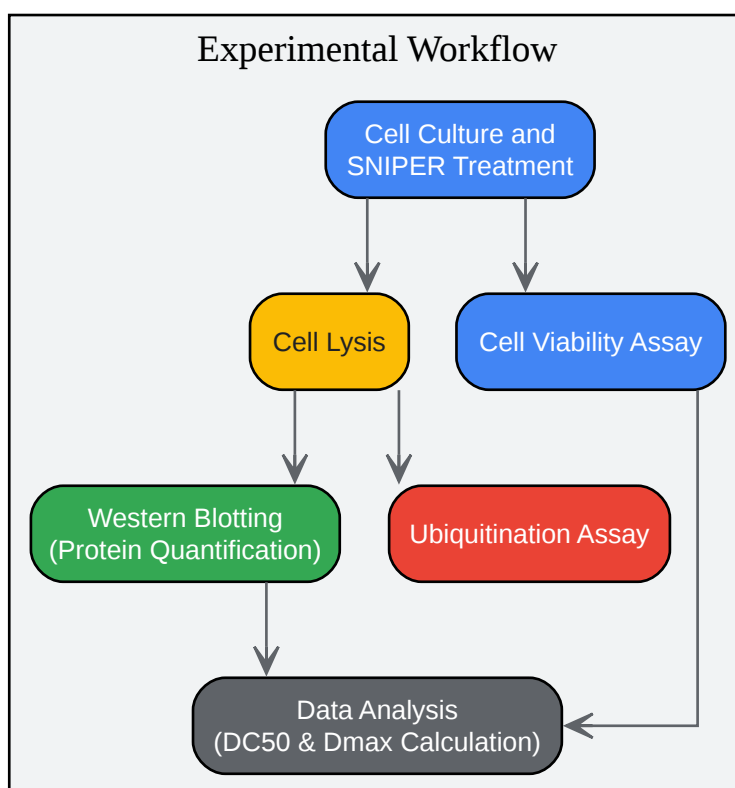 Experimental Workflow
Cell Culture and
SNIPER Treatment
Cell Lysis
Cell Viability Assay
Western Blotting
(Protein Quantification)
Ubiquitination Assay
Data Analysis
(DC50 & Dmax Calculation)